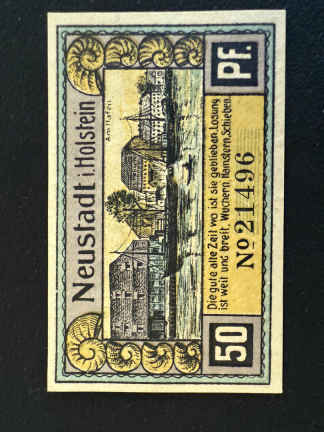 Neustadt i. Holstein
Am Hafen.
Die gute alte Zeit wo ist sie geblieben, Losung
ist weit und breit, Wuchern, Hamstern, Schieben.
50
No 21496
Pf.